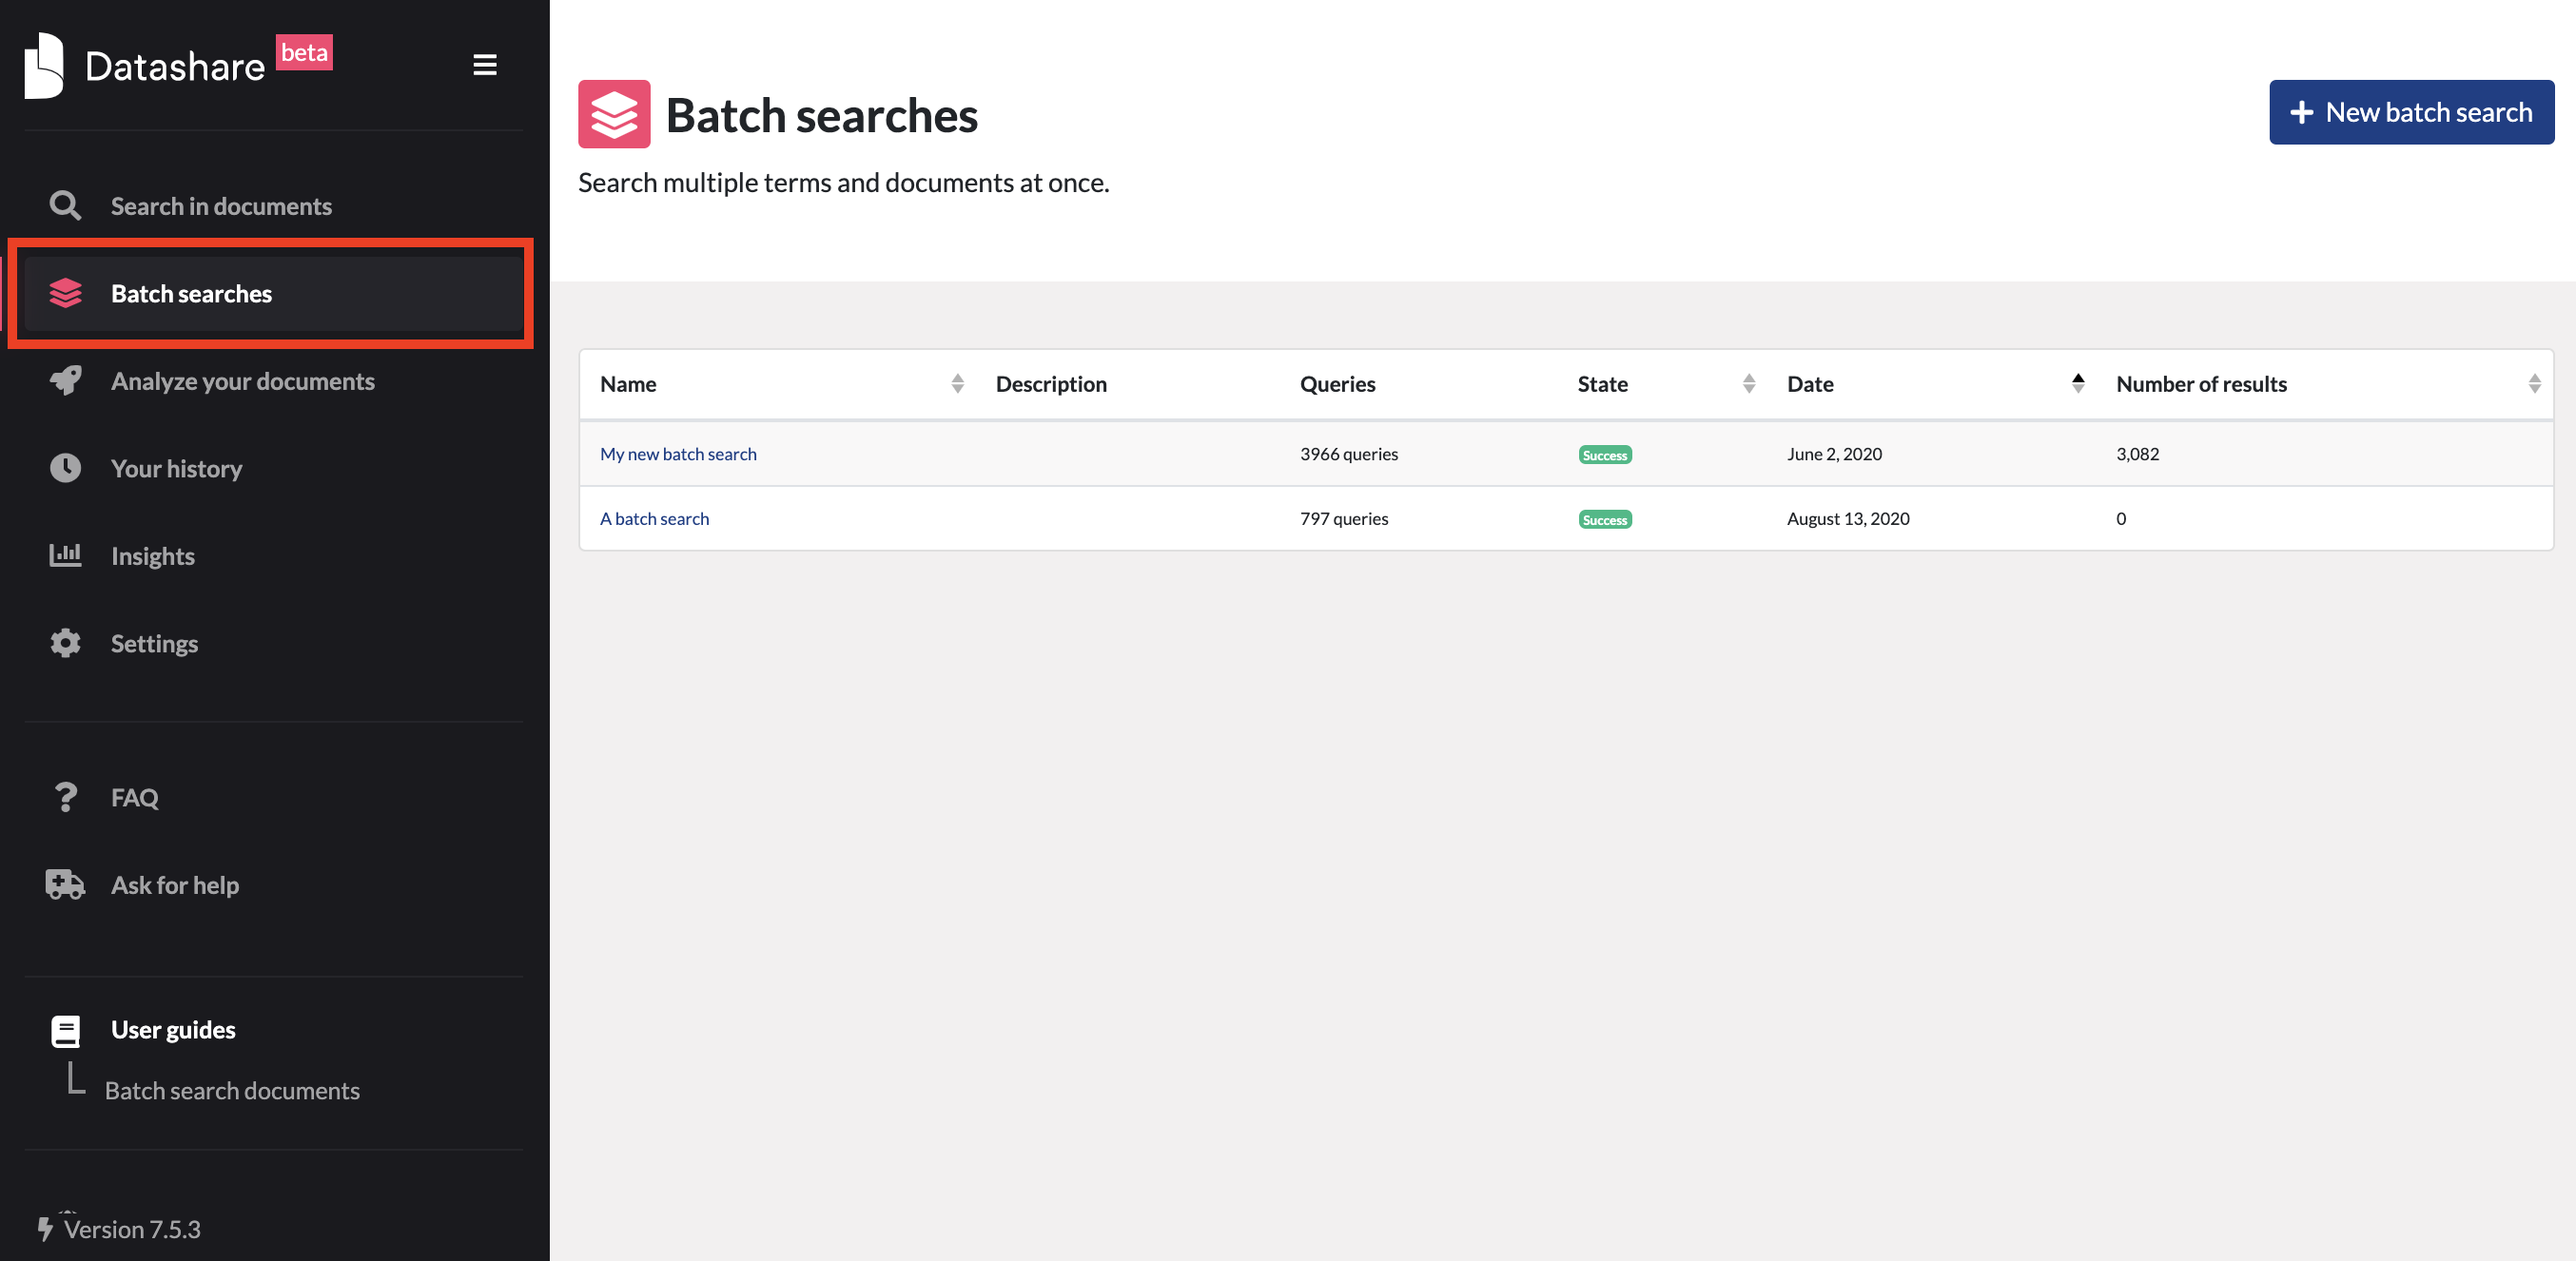 Datashare beta
Search in documents
Batch searches
Analyze your documents
Your history
Insights
Settings
FAQ
Ask for help
User guides
Batch search documents
Version 7.5.3
Batch searches
New batch search
Search multiple terms and documents at once.
Name Description Queries State Date Number of results
My new batch search 3966 queries Success June 2, 2020 3,082
A batch search 797 queries Success August 13, 2020 0